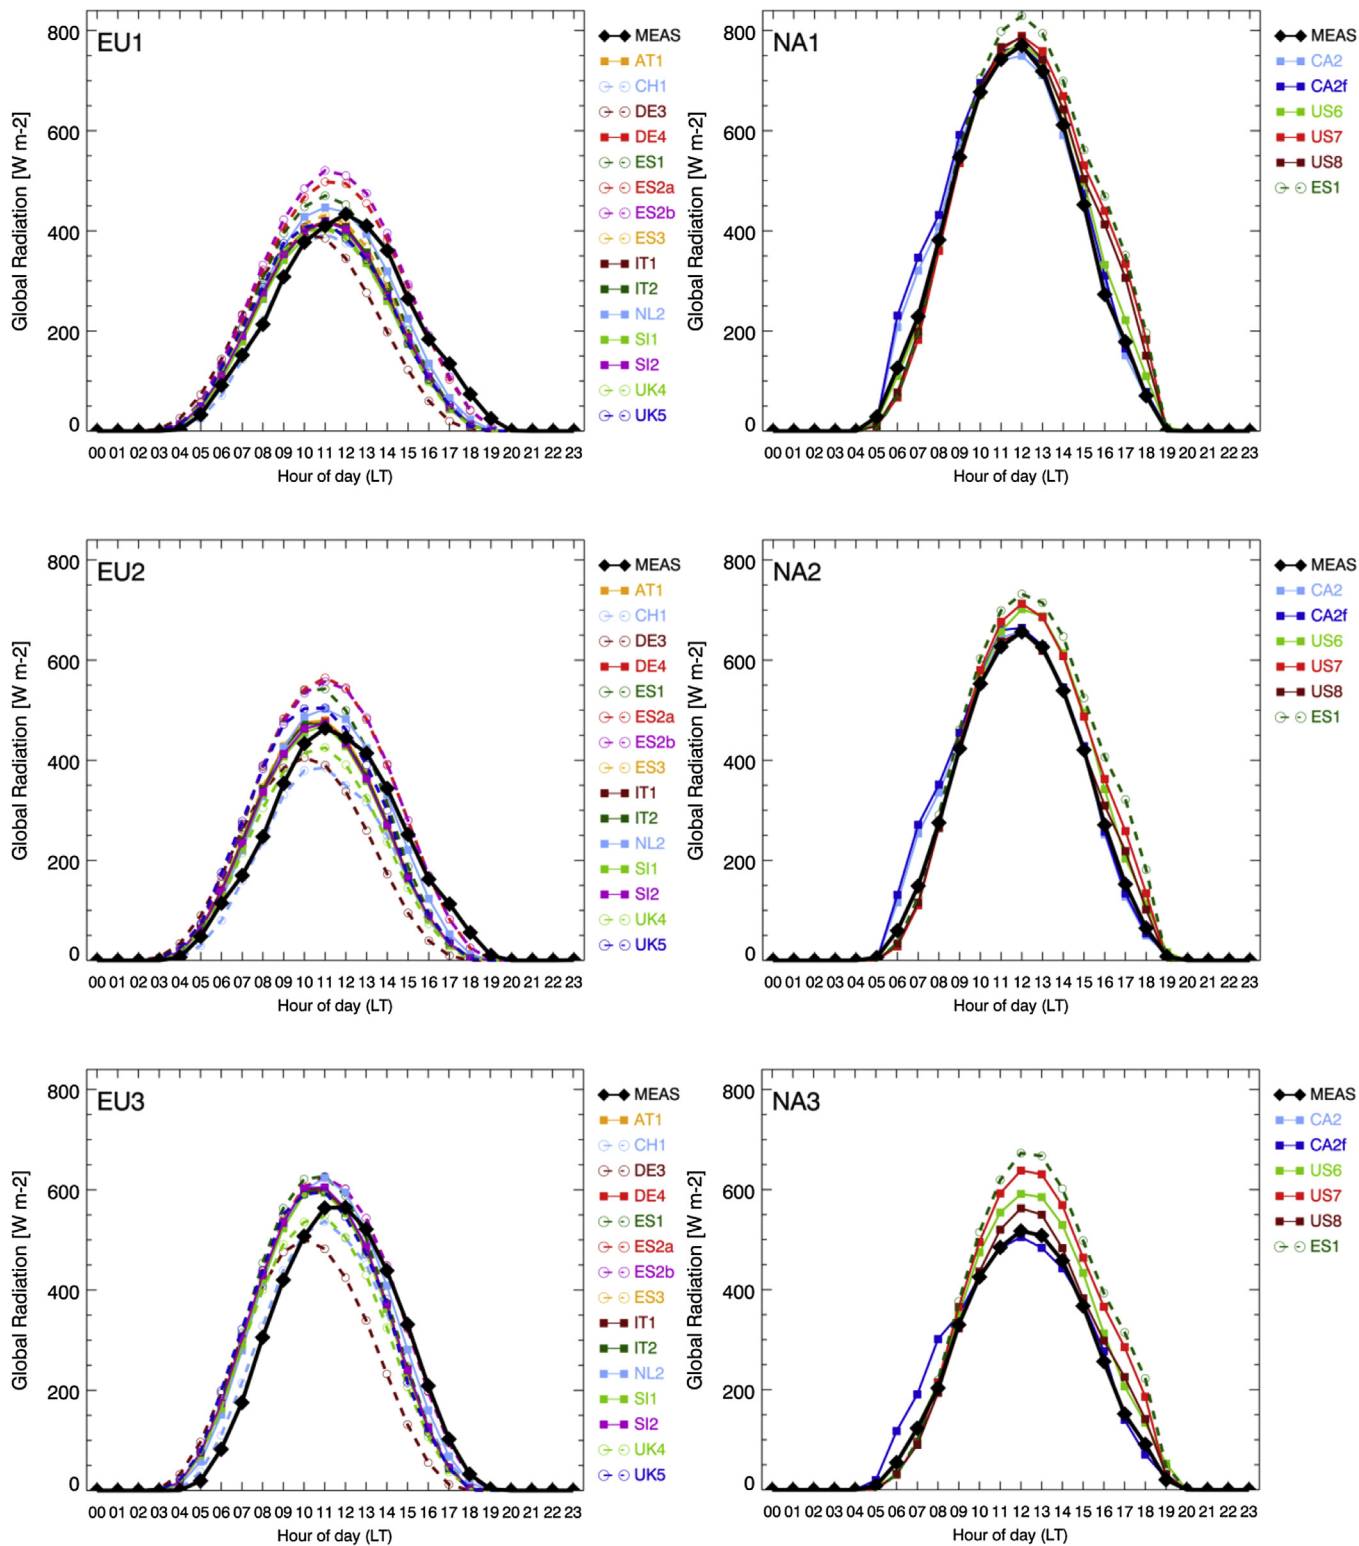 EU1
Global Radiation [W m-2]
800
600
400
200
0
00 01 02 03 04 05 06 07 08 09 10 11 12 13 14 15 16 17 18 19 20 21 22 23
Hour of day (LT)
MEAS
AT1
CH1
DE3
DE4
ES1
ES2a
ES2b
ES3
IT1
IT2
NL2
SI1
SI2
UK4
UK5
NA1
Global Radiation [W m-2]
800
600
400
200
0
00 01 02 03 04 05 06 07 08 09 10 11 12 13 14 15 16 17 18 19 20 21 22 23
Hour of day (LT)
MEAS
CA2
CA2f
US6
US7
US8
ES1
EU2
Global Radiation [W m-2]
800
600
400
200
0
00 01 02 03 04 05 06 07 08 09 10 11 12 13 14 15 16 17 18 19 20 21 22 23
Hour of day (LT)
MEAS
AT1
CH1
DE3
DE4
ES1
ES2a
ES2b
ES3
IT1
IT2
NL2
SI1
SI2
UK4
UK5
NA2
Global Radiation [W m-2]
800
600
400
200
0
00 01 02 03 04 05 06 07 08 09 10 11 12 13 14 15 16 17 18 19 20 21 22 23
Hour of day (LT)
MEAS
CA2
CA2f
US6
US7
US8
ES1
EU3
Global Radiation [W m-2]
800
600
400
200
0
00 01 02 03 04 05 06 07 08 09 10 11 12 13 14 15 16 17 18 19 20 21 22 23
Hour of day (LT)
MEAS
AT1
CH1
DE3
DE4
ES1
ES2a
ES2b
ES3
IT1
IT2
NL2
SI1
SI2
UK4
UK5
NA3
Global Radiation [W m-2]
800
600
400
200
0
00 01 02 03 04 05 06 07 08 09 10 11 12 13 14 15 16 17 18 19 20 21 22 23
Hour of day (LT)
MEAS
CA2
CA2f
US6
US7
US8
ES1